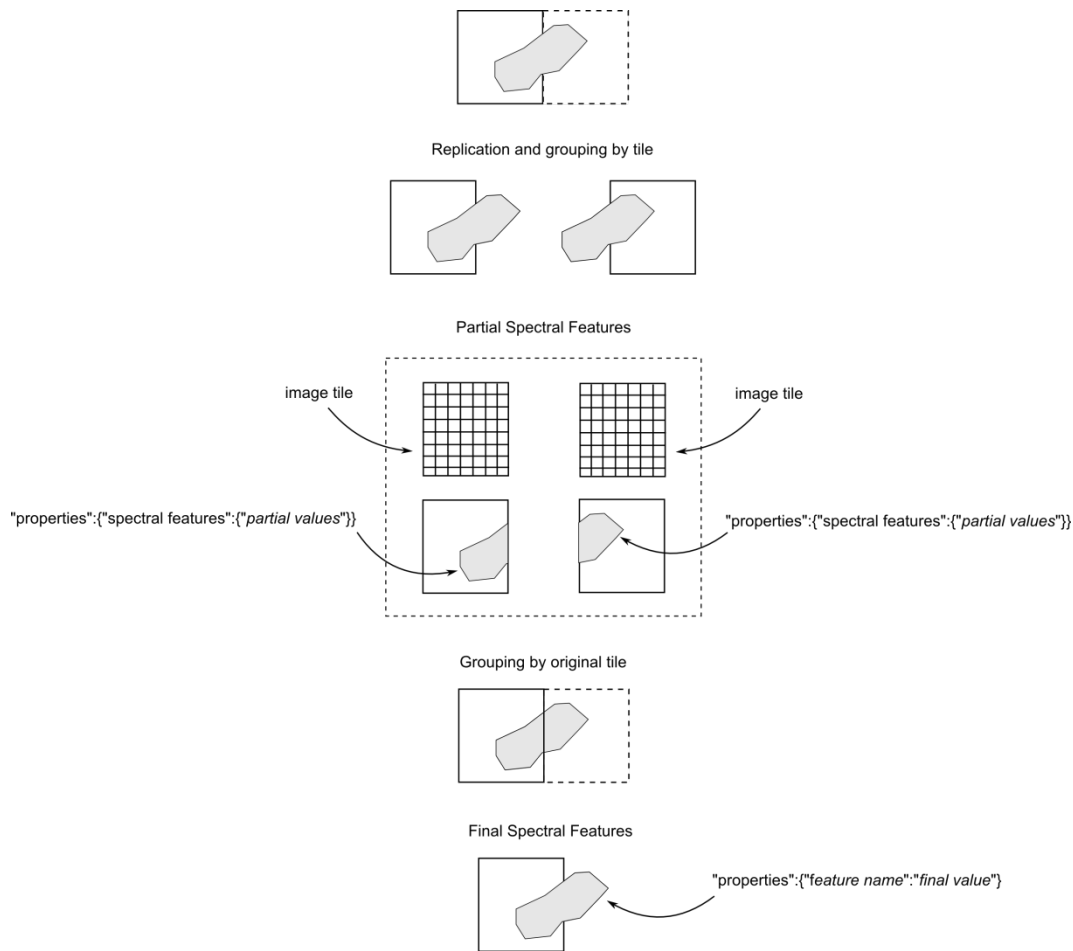 Replication and grouping by tile
Partial Spectral Features
image tile
image tile
"properties":{"spectral features":{"partial values"}}
"properties":{"spectral features":{"partial values"}}
Grouping by original tile
Final Spectral Features
"properties":{"feature name":"final value"}